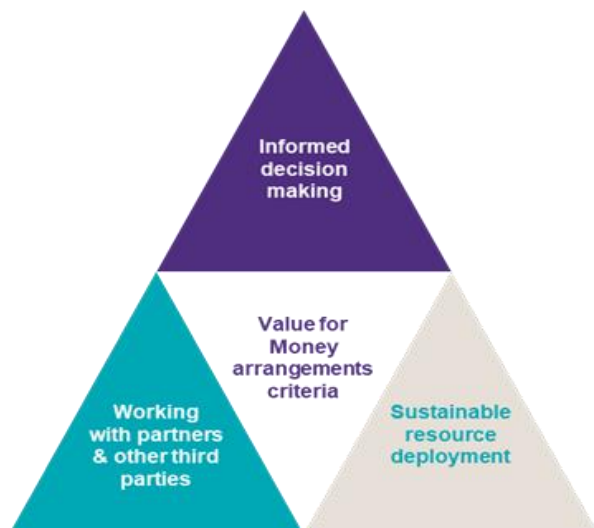 Informed
decision
making
Value for
Money
arrangements
criteria
Working
with partners
& other third
parties
Sustainable
resource
deployment